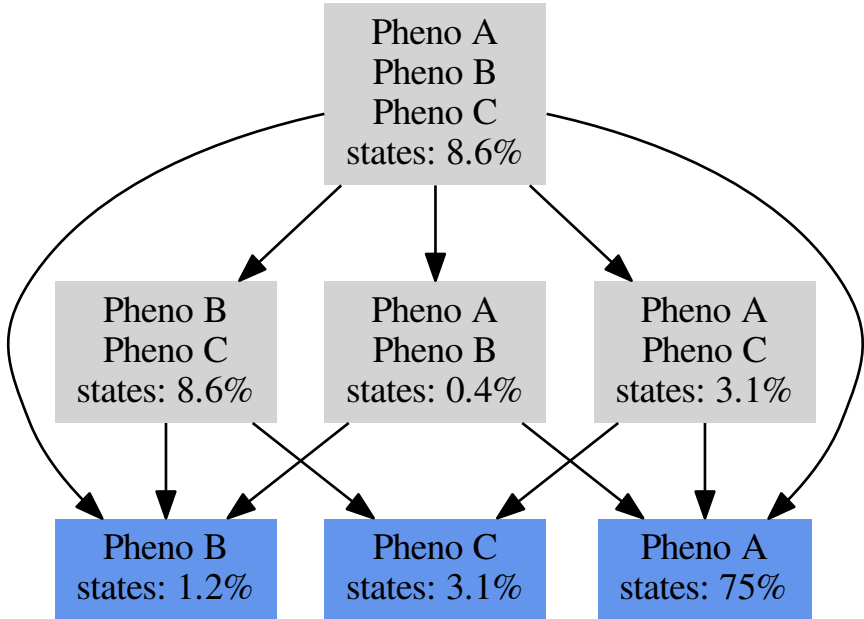 Pheno A
Pheno B
Pheno C
states: 8.6%
Pheno B
Pheno C
states: 8.6%
Pheno A
Pheno B
states: 0.4%
Pheno A
Pheno C
states: 3.1%
Pheno B
states: 1.2%
Pheno C
states: 3.1%
Pheno A
states: 75%